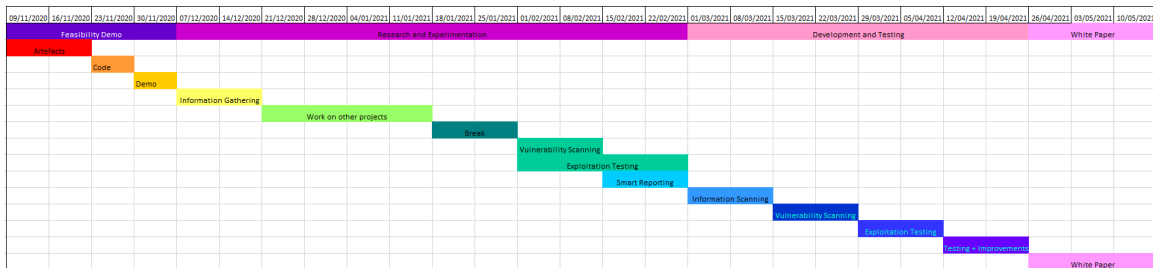 09/11/2020 16/11/2020 23/11/2020 30/11/2020 07/12/2020 14/12/2020 21/12/2020 28/12/2020 04/01/2021 11/01/2021 18/01/2021 25/01/2021 01/02/2021 08/02/2021 15/02/2021 22/02/2021 01/03/2021 08/03/2021 15/03/2021 22/03/2021 29/03/2021 05/04/2021 12/04/2021 19/04/2021 26/04/2021 03/05/2021 10/05/2021
Feasibility Demo Research and Experimentation Development and Testing White Paper
Artefacts
Code
Demo
Information Gathering
Work on other projects
Break
Vulnerability Scanning
Exploitation Testing
Smart Reporting
Information Scanning
Vulnerability Scanning
Exploitation Testing
Testing + Improvements
White Paper